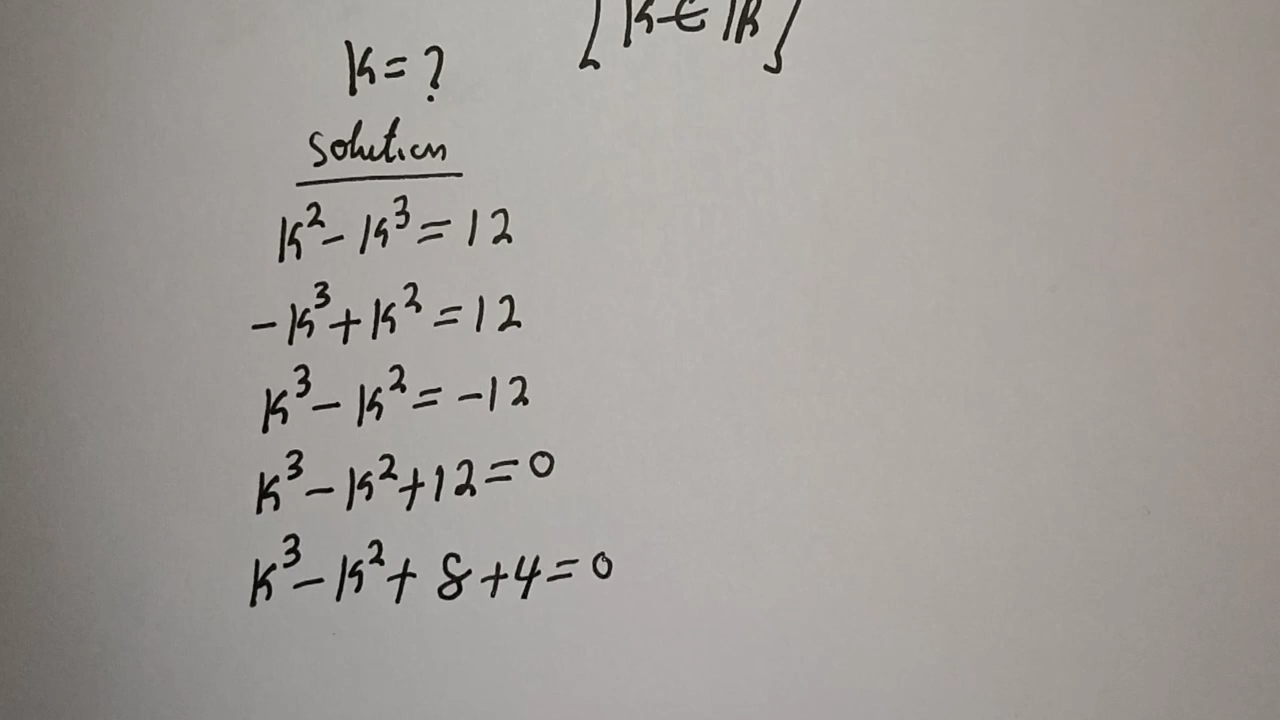 [K∈ℝ]
K=?
Solution
K²-K³=12
-K³+K²=12
K³-K²=-12
K³-K²+12=0
K³-K²+8+4=0